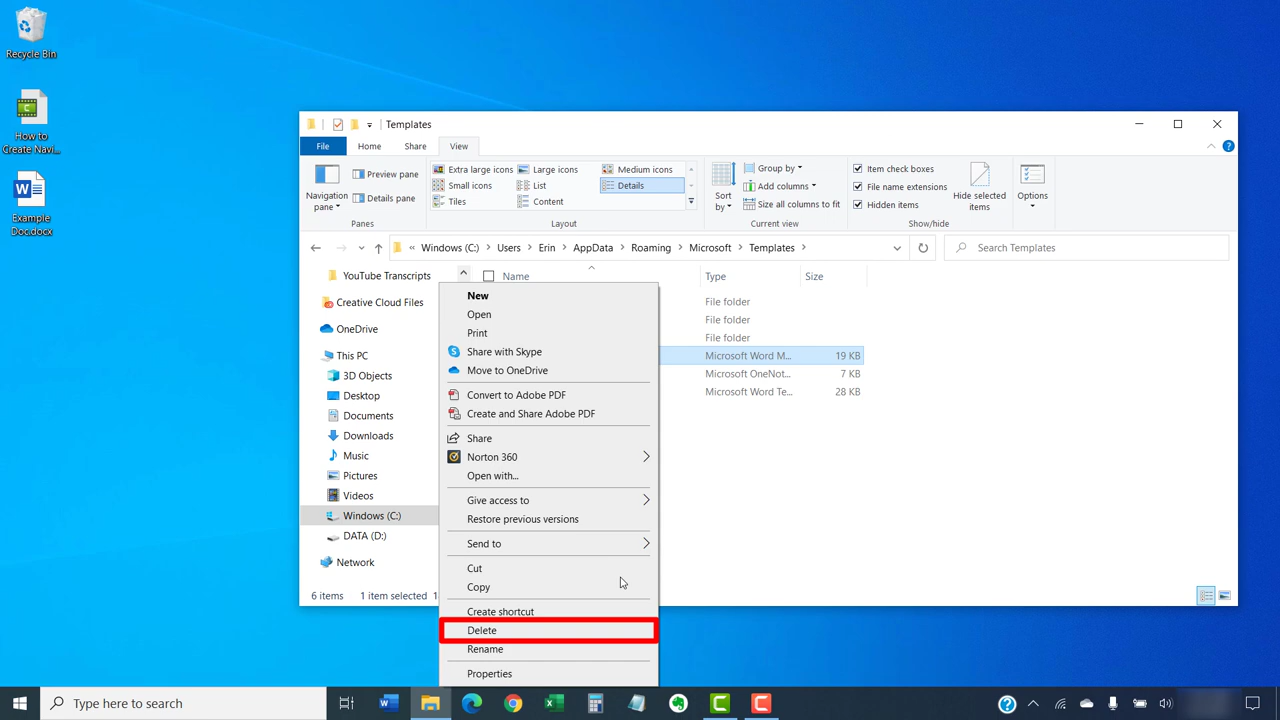 Recycle Bin
How to
Create Navi...
Example
Doc.docx
Templates
File
Home
Share
View
Navigation
pane
Preview pane
Details pane
Panes
Extra large icons
Large icons
Medium icons
Small icons
List
Details
Tiles
Content
Layout
Sort
by
Group by
Add columns
Size all columns to fit
Current view
Item check boxes
File name extensions
Hidden items
Hide selected
items
Show/hide
Options
« Windows (C:) > Users > Erin > AppData > Roaming > Microsoft > Templates >
Search Templates
Name
Type
Size
YouTube Transcripts
Creative Cloud Files
OneDrive
This PC
3D Objects
Desktop
Documents
Downloads
Music
Pictures
Videos
Windows (C:)
DATA (D:)
Network
File folder
File folder
File folder
Microsoft Word M... 19 KB
Microsoft OneNot... 7 KB
Microsoft Word Te... 28 KB
New
Open
Print
Share with Skype
Move to OneDrive
Convert to Adobe PDF
Create and Share Adobe PDF
Share
Norton 360
Open with...
Give access to
Restore previous versions
Send to
Cut
Copy
Create shortcut
Delete
Rename
Properties
6 items
1 item selected
Type here to search